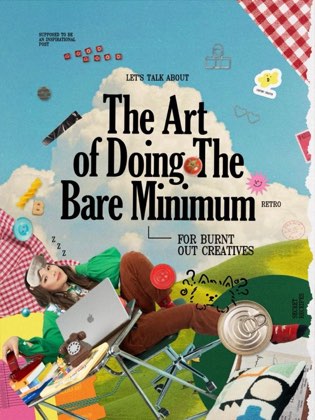 SUPPOSED TO BE
AN INSPIRATIONAL
POST
LET'S TALK ABOUT
The Art
of Doing The
Bare Minimum
RETRO
FOR BURNT
OUT CREATIVES
Z
Z
Z